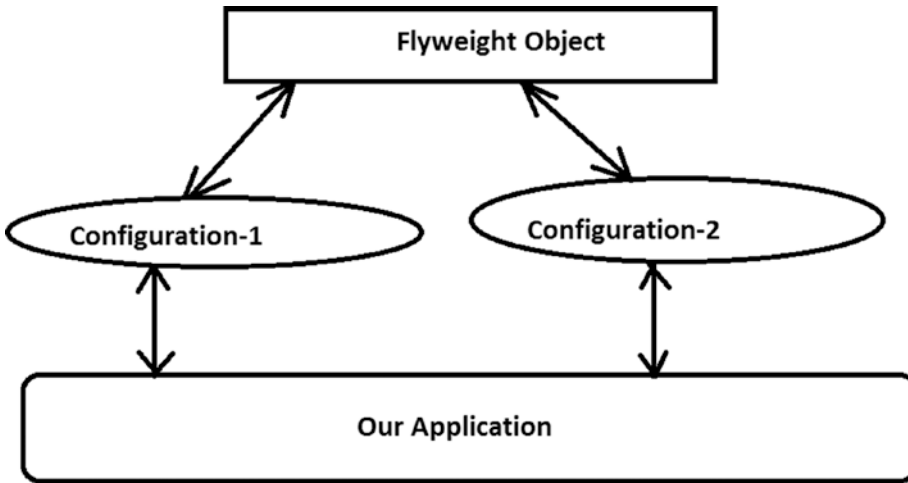 Flyweight Object
Configuration-1
Configuration-2
Our Application